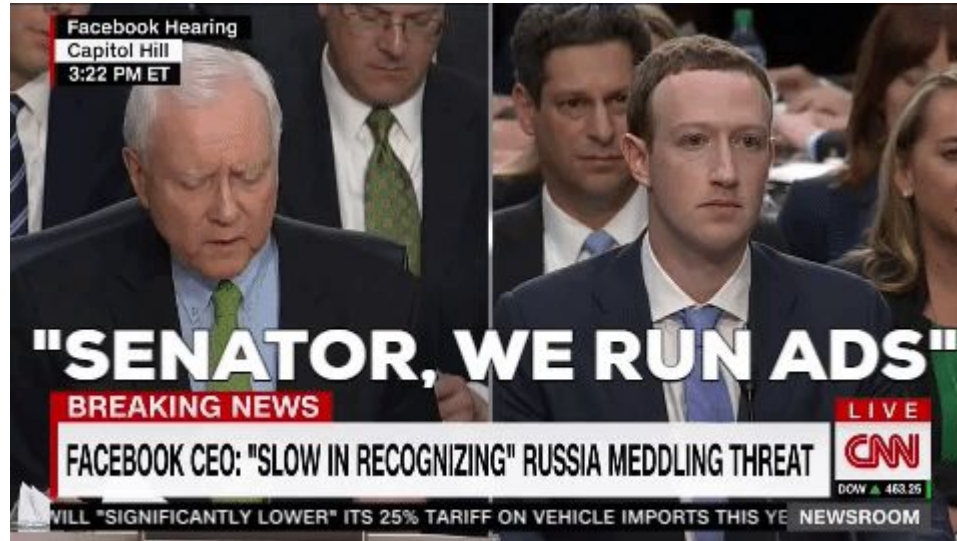 Facebook Hearing
Capitol Hill
3:22 PM ET
"SENATOR, WE RUN ADS"
BREAKING NEWS
LIVE
FACEBOOK CEO: "SLOW IN RECOGNIZING" RUSSIA MEDDLING THREAT
CNN
DOW ▲ 463.25
WILL "SIGNIFICANTLY LOWER" ITS 25% TARIFF ON VEHICLE IMPORTS THIS YE
NEWSROOM